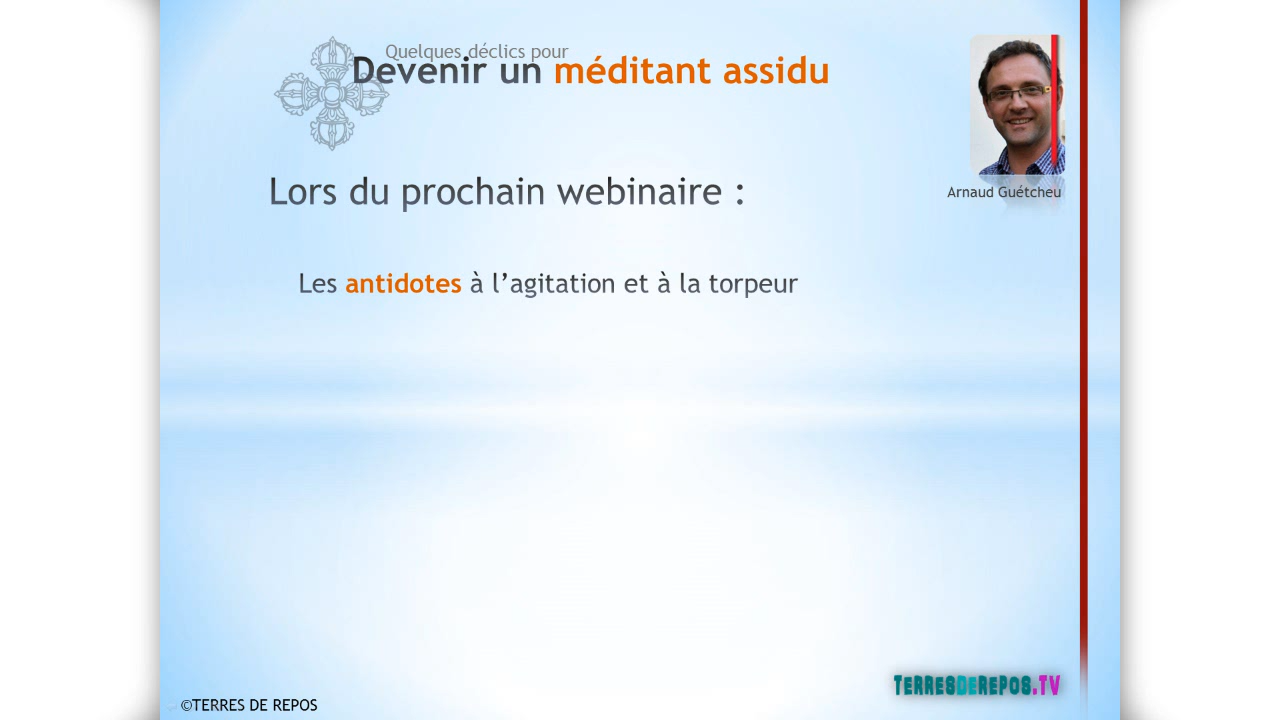 Quelques déclics pour
Devenir un méditant assidu
Arnaud Guétcheu
Lors du prochain webinaire :
Les antidotes à l’agitation et à la torpeur
TERRESDEREPOS.TV
©TERRES DE REPOS